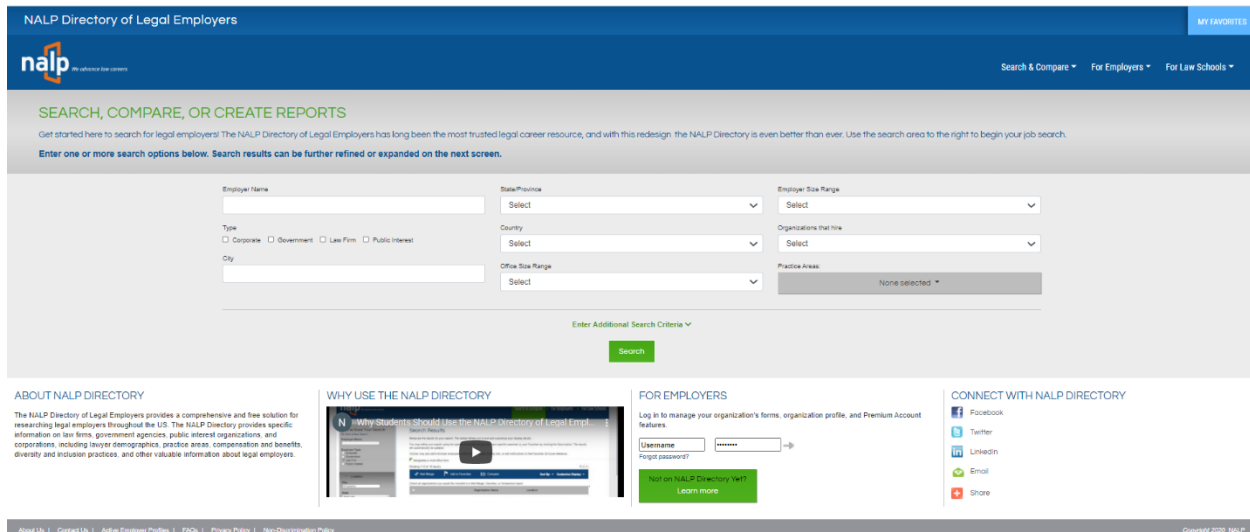 NALP Directory of Legal Employers
MY FAVORITES
nalp We advance law careers
Search & Compare
For Employers
For Law Schools
SEARCH, COMPARE, OR CREATE REPORTS
Get started here to search for legal employers! The NALP Directory of Legal Employers has long been the most trusted legal career resource, and with this redesign the NALP Directory is even better than ever. Use the search area to the right to begin your job search.
Enter one or more search options below. Search results can be further refined or expanded on the next screen.
Employer Name
State/Province
Select
Employer Size Range
Select
Type
Corporate Government Law Firm Public Interest
Country
Select
Organizations that hire
Select
City
Office Size Range
Select
Practice Areas:
None selected
Enter Additional Search Criteria
Search
ABOUT NALP DIRECTORY
The NALP Directory of Legal Employers provides a comprehensive and free solution for
researching legal employers throughout the US. The NALP Directory provides specific
information on law firms, government agencies, public interest organizations, and
corporations, including lawyer demographics, practice areas, compensation and benefits,
diversity and inclusion practices, and other valuable information about legal employers.
WHY USE THE NALP DIRECTORY
N Why Students Should Use the NALP Directory of Legal Empl...
Search Results
FOR EMPLOYERS
Log in to manage your organization's forms, organization profile, and Premium Account
features.
Username
Forgot password?
Not on NALP Directory Yet?
Learn more
CONNECT WITH NALP DIRECTORY
Facebook
Twitter
LinkedIn
Email
Share
About Us | Contact Us | Active Employer Profiles | FAQs | Privacy Policy | Non-Discrimination Policy
Copyright 2020 NALP